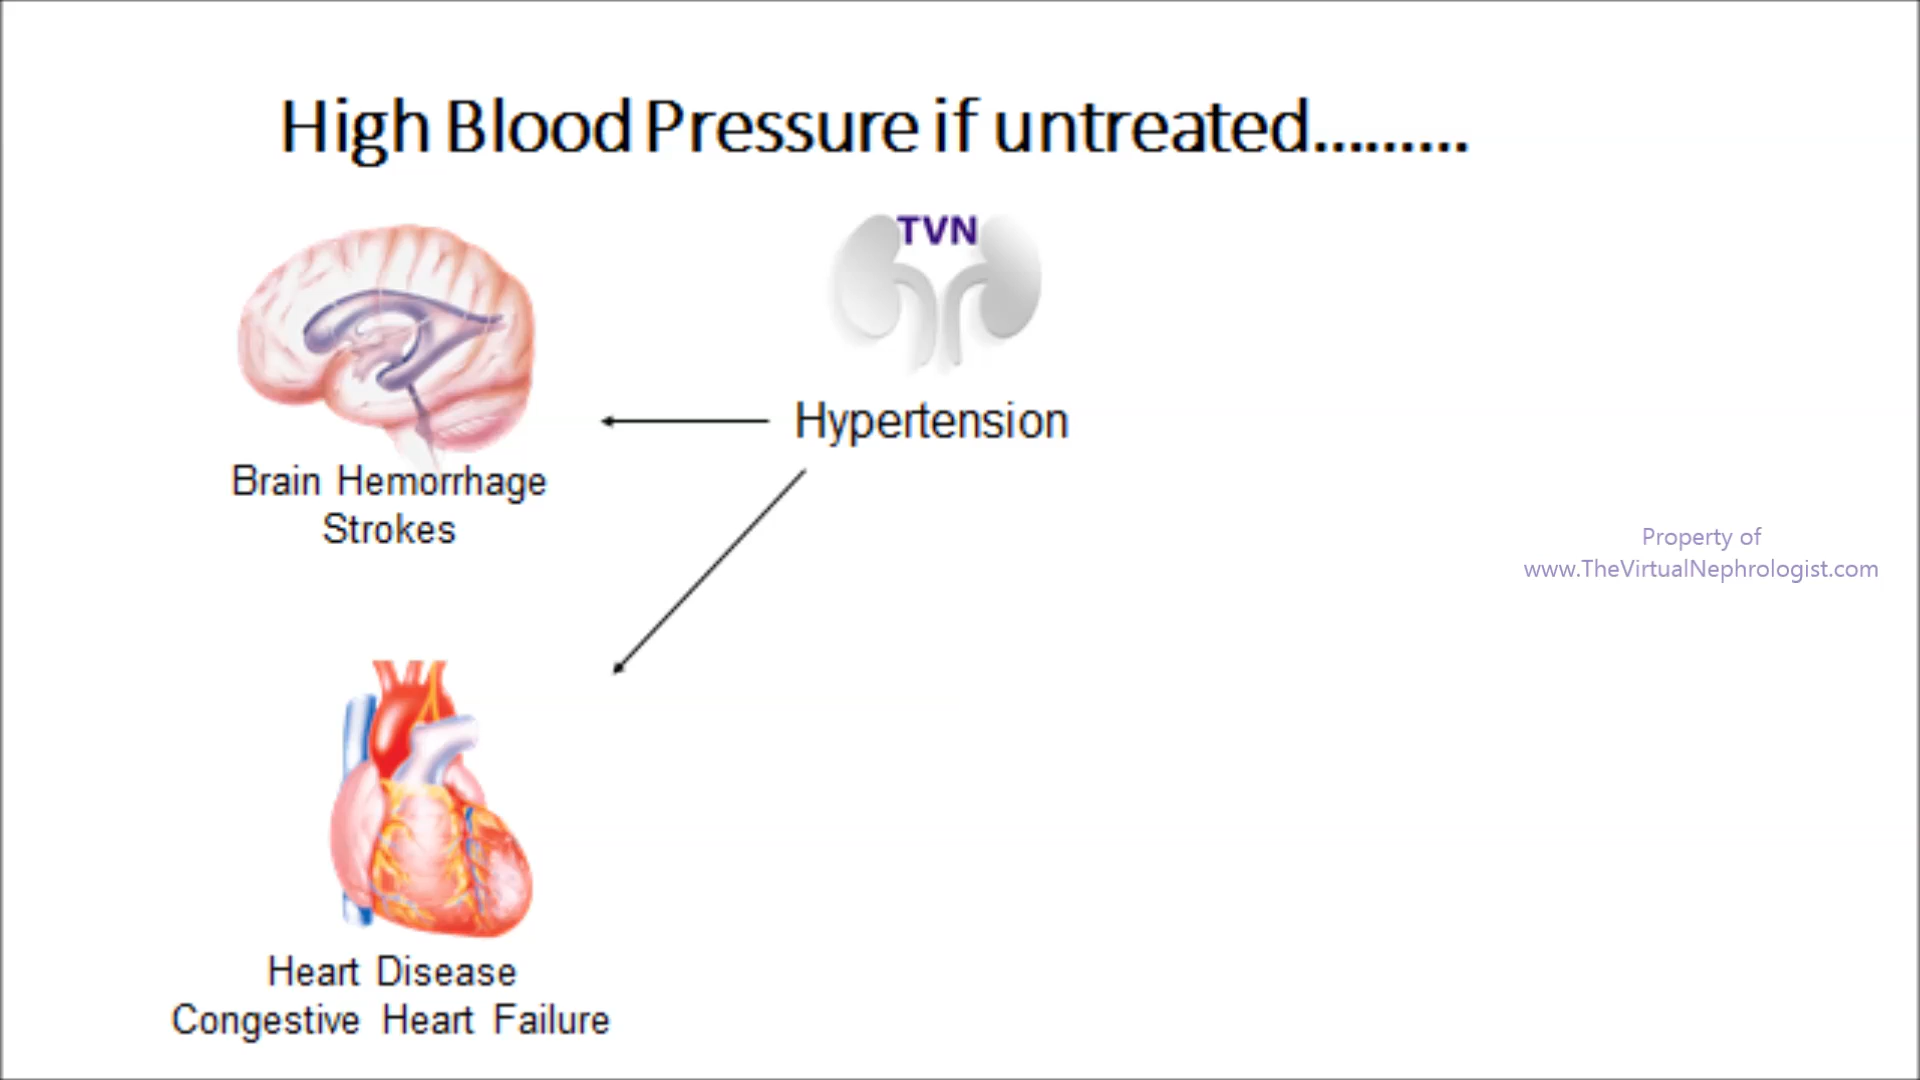 High Blood Pressure if untreated.........
TVN
Hypertension
Brain Hemorrhage
Strokes
Property of
www.TheVirtualNephrologist.com
Heart Disease
Congestive Heart Failure